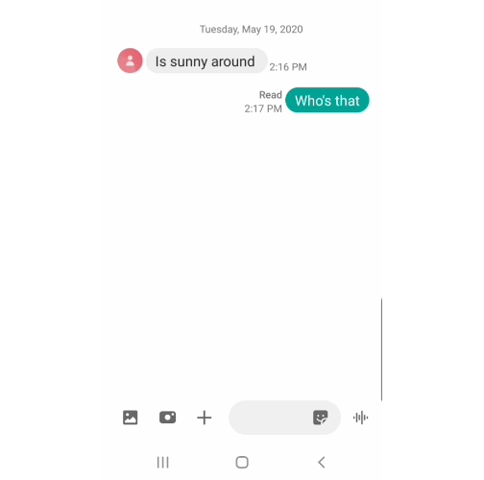 Tuesday, May 19, 2020
Is sunny around
2:16 PM
Read
2:17 PM
Who's that